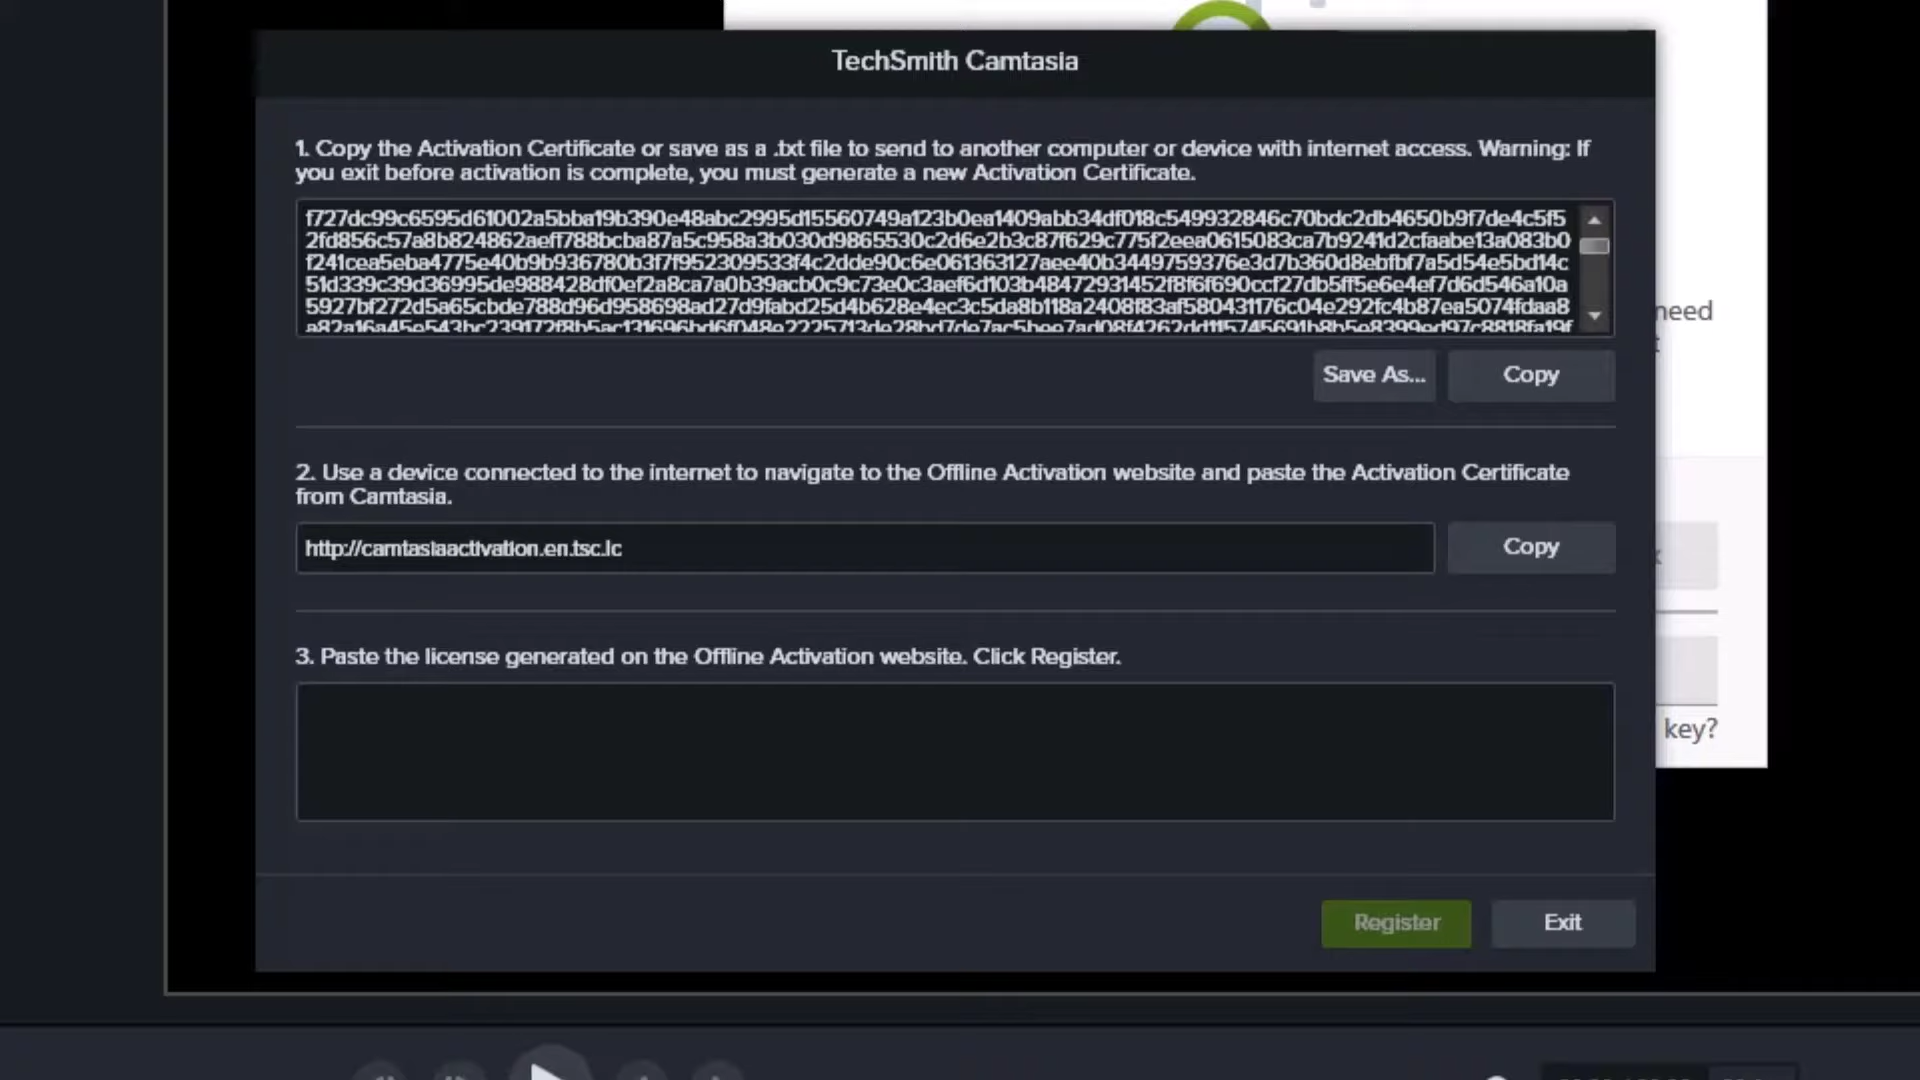 TechSmith Camtasia
1. Copy the Activation Certificate or save as a .txt file to send to another computer or device with internet access. Warning: If
you exit before activation is complete, you must generate a new Activation Certificate.
f727dc99c6595d61002a5bba19b390e48abc2995d15560749a123b0ea1409abb34df018c549932846c70bdc2db4650b9f7de4c5f5
2fd856c57a8b824862aeff788bcba87a5c958a3b030d9865530c2d6e2b3c87f629c775f2eea0615083ca7b9241d2cfaabe13a083b0
f241cea5eba4775e40b9b936780b3f7f952309533f4c2dde90c6e061363127aee40b3449759376e3d7b360d8ebfbf7a5d54e5bd14c
51d339c39d36995de988428df0ef2a8ca7a0b39acb0c9c73e0c3aef6d103b48472931452f8f6f690ccf27db5ff5e6e4ef7d6d546a10a
5927bf272d5a65cbde788d96d958698ad27d9fabd25d4b628e4ec3c5da8b118a2408f83af580431176c04e292fc4b87ea5074fdaa8
need
Save As...
Copy
2. Use a device connected to the internet to navigate to the Offline Activation website and paste the Activation Certificate
from Camtasia.
http://camtasiaactivation.en.tsc.lc
Copy
3. Paste the license generated on the Offline Activation website. Click Register.
key?
Register
Exit